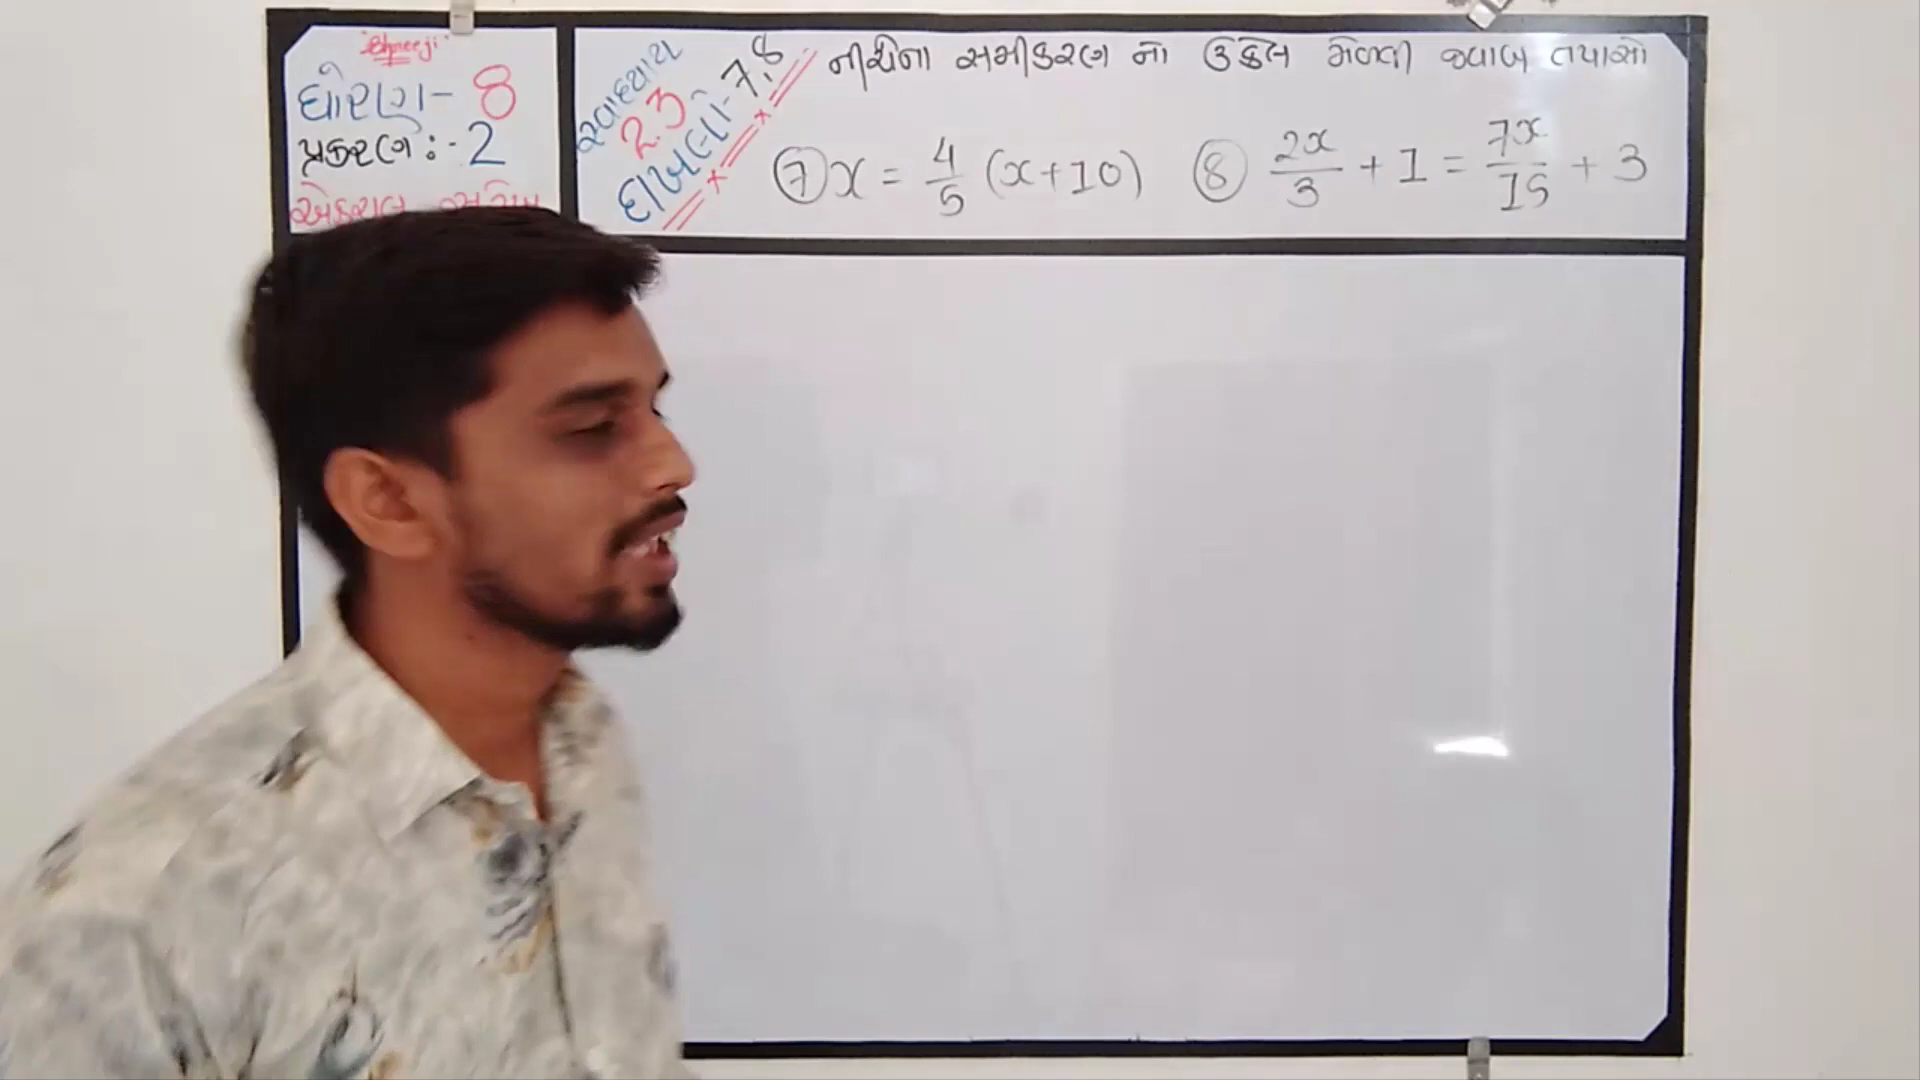 Shreeji
ધોરણ- 8
પ્રકરણ :- 2
એકચલ
સ્વાધ્યાય
2.3
દાખલો - 7,8
નીચેના સમીકરણ નો ઉકેલ મેળવી જવાબ તપાસો
⑦ x = 4/5 (x+10) ⑧ 2x/3 + 1 = 7x/15 + 3